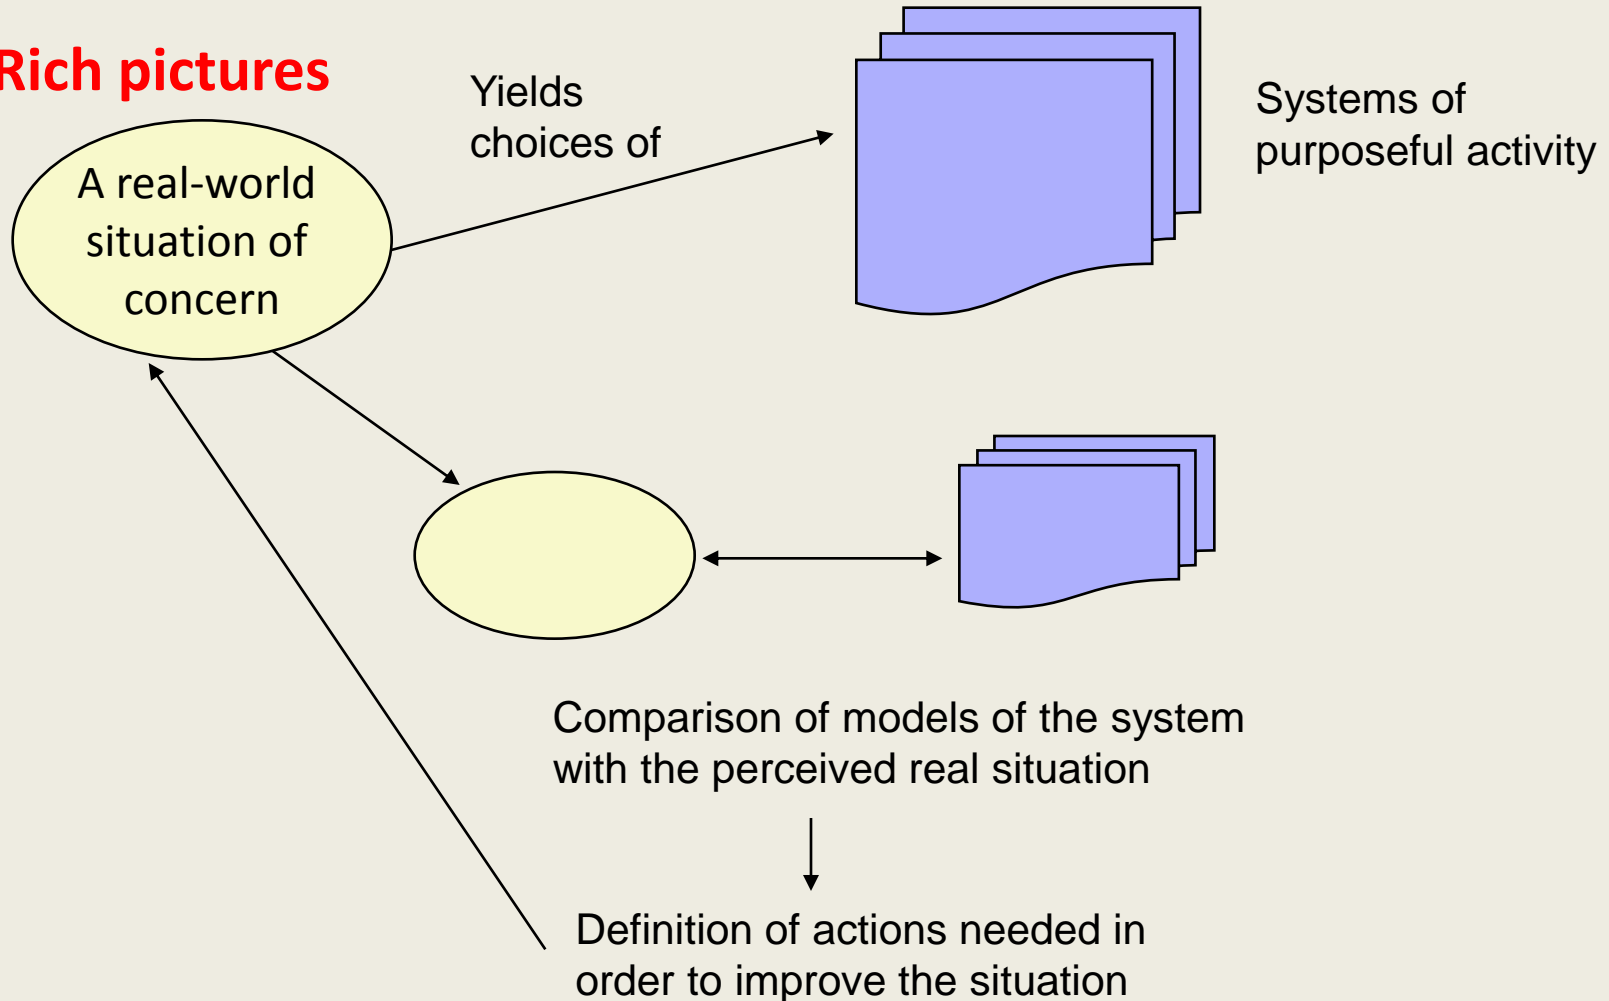 Rich pictures
Yields
choices of
Systems of
purposeful activity
A real-world
situation of
concern
Comparison of models of the system
with the perceived real situation
Definition of actions needed in
order to improve the situation